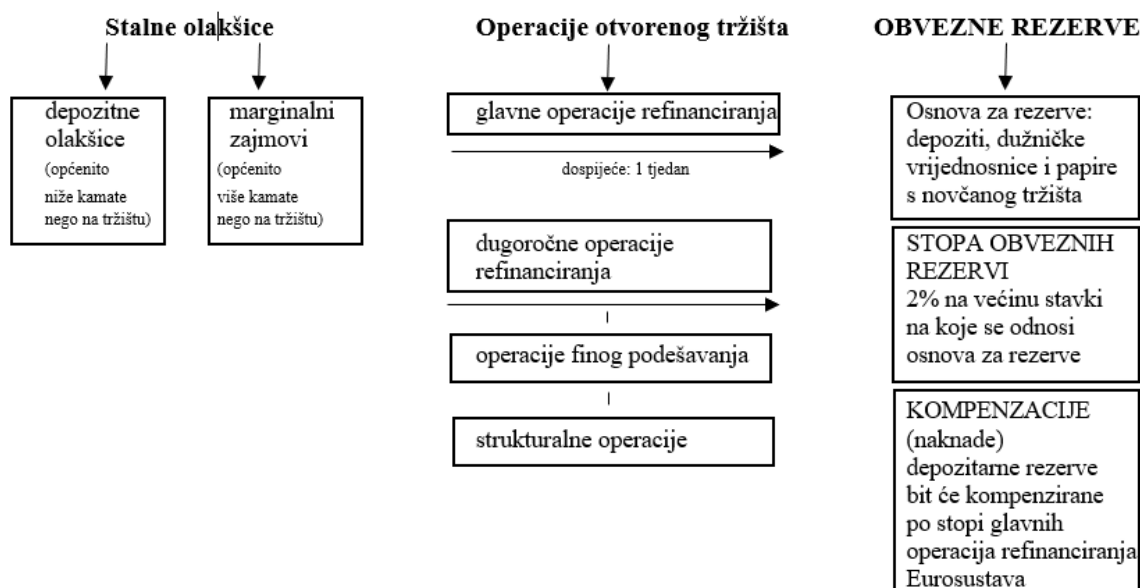 Stalne olakšice
depozitne
olakšice
(općenito
niže kamate
nego na tržištu)
marginalni
zajmovi
(općenito
više kamate
nego na tržištu)
Operacije otvorenog tržišta
glavne operacije refinanciranja
dospijeće: 1 tjedan
dugoročne operacije
refinanciranja
operacije finog podešavanja
strukturalne operacije
OBVEZNE REZERVE
Osnova za rezerve:
depoziti, dužničke
vrijednosnice i papire
s novčanog tržišta
STOPA OBVEZNIH
REZERVI
2% na većinu stavki
na koje se odnosi
osnova za rezerve
KOMPENZACIJE
(naknade)
depozitarne rezerve
bit će kompenzirane
po stopi glavnih
operacija refinanciranja
Eurosustava